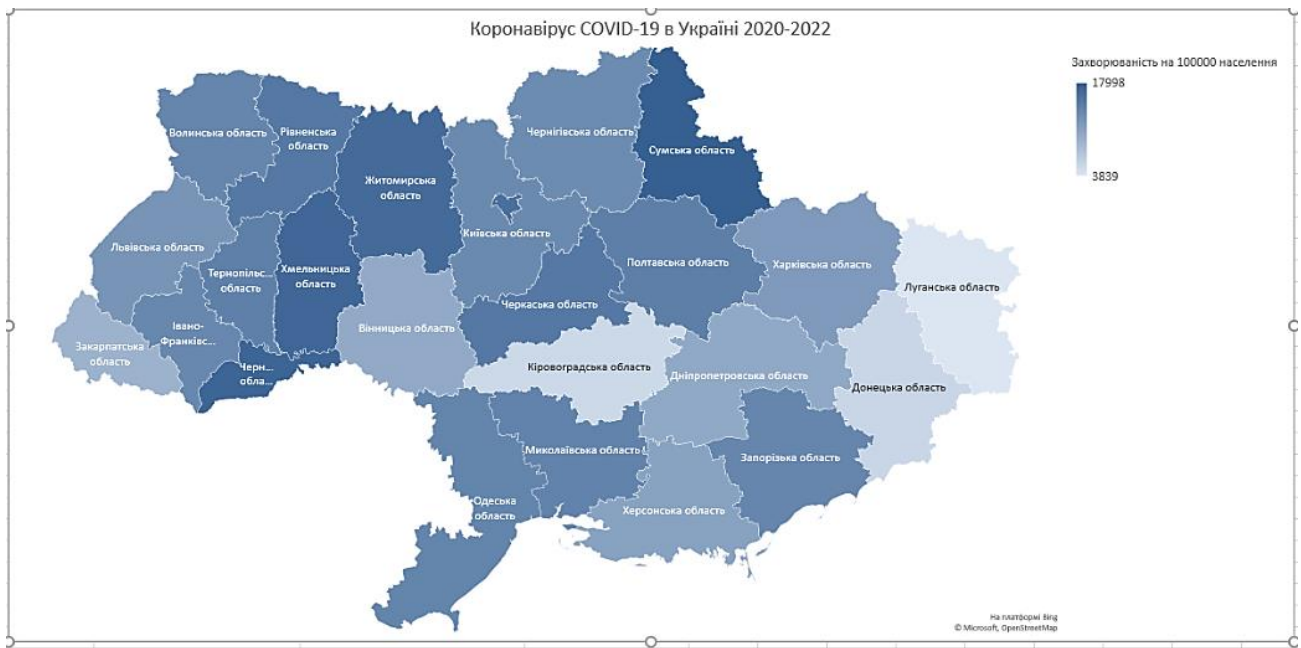 Коронавірус COVID-19 в Україні 2020-2022
Захворюваність на 100000 населення
17998
3839
Волинська область
Рівненська
область
Житомирська
область
Чернігівська область
Сумська область
Київська область
Львівська область
Тернопільс...
область
Хмельницька
область
Полтавська область
Харківська область
Луганська область
Черкаська область
Вінницька область
Івано-
Франківс...
Закарпатська
область
Черн...
обла...
Кіровоградська область
Дніпропетровська область
Донецька область
Миколаївська область
Запорізька область
Одеська
область
Херсонська область
На платформі Bing
© Microsoft, OpenStreetMap